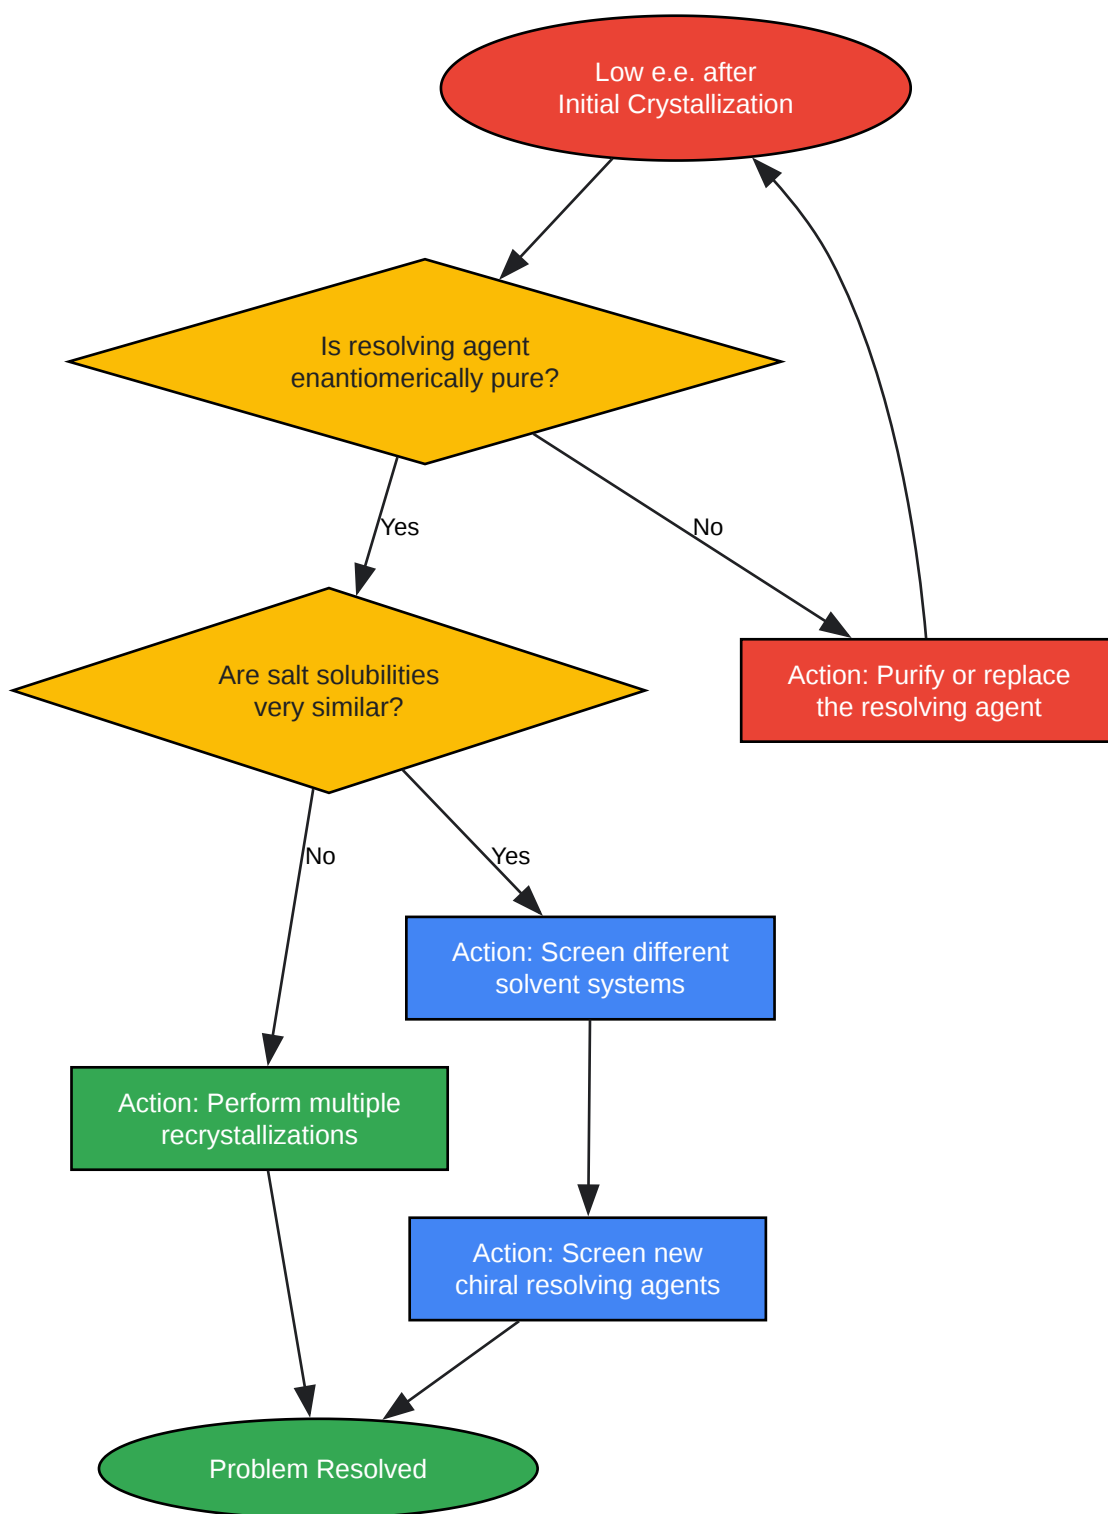 Low e.e. after
Initial Crystallization
Is resolving agent
enantiomerically pure?
Yes
No
Are salt solubilities
very similar?
Action: Purify or replace
the resolving agent
No
Yes
Action: Screen different
solvent systems
Action: Perform multiple
recrystallizations
Action: Screen new
chiral resolving agents
Problem Resolved